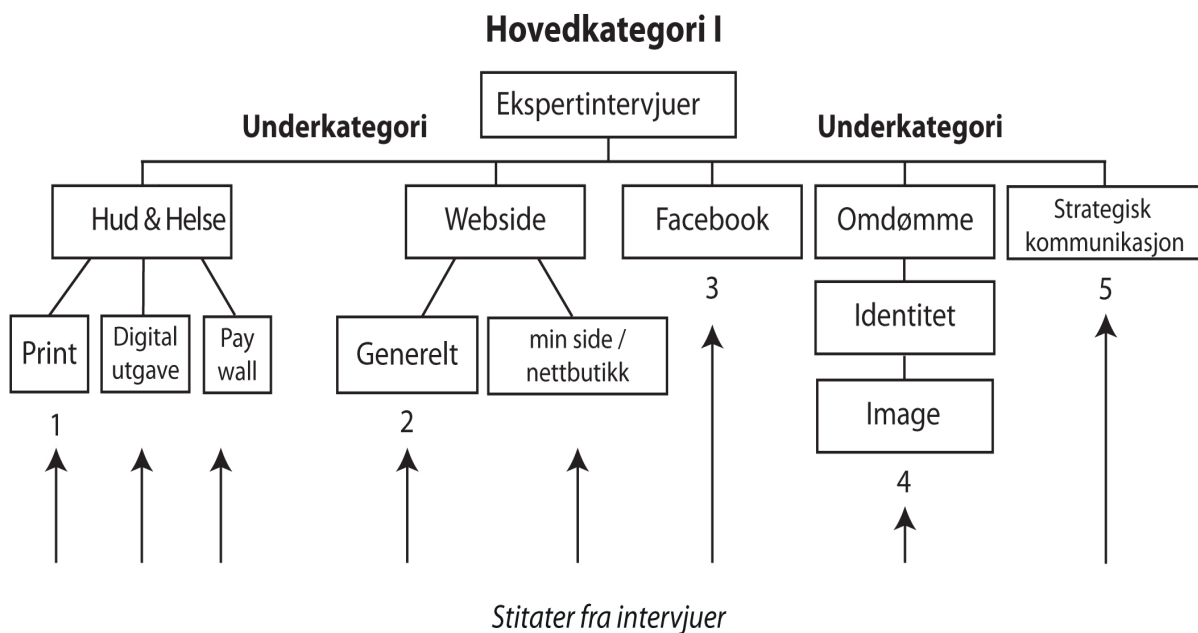 Hovedkategori I
Ekspertintervjuer
Underkategori
Underkategori
Hud & Helse
Webside
Facebook
Omdømme
Strategisk
kommunikasjon
Print
Digital
utgave
Pay
wall
Generelt
min side /
nettbutikk
3
Identitet
5
1
2
Image
4
Stitater fra intervjuer